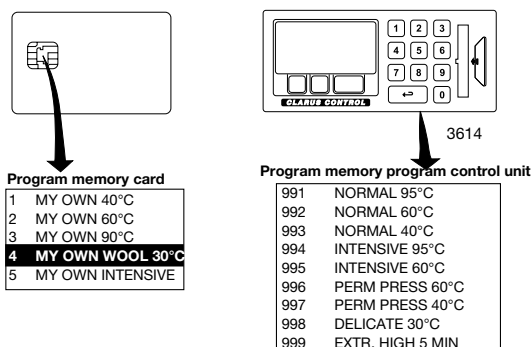 1 2 3
4 5 6
7 8 9
0
CLARUS CONTROL
3614
Program memory card
1 MY OWN 40°C
2 MY OWN 60°C
3 MY OWN 90°C
4 MY OWN WOOL 30°C
5 MY OWN INTENSIVE
Program memory program control unit
991 NORMAL 95°C
992 NORMAL 60°C
993 NORMAL 40°C
994 INTENSIVE 95°C
995 INTENSIVE 60°C
996 PERM PRESS 60°C
997 PERM PRESS 40°C
998 DELICATE 30°C
999 EXTR. HIGH 5 MIN